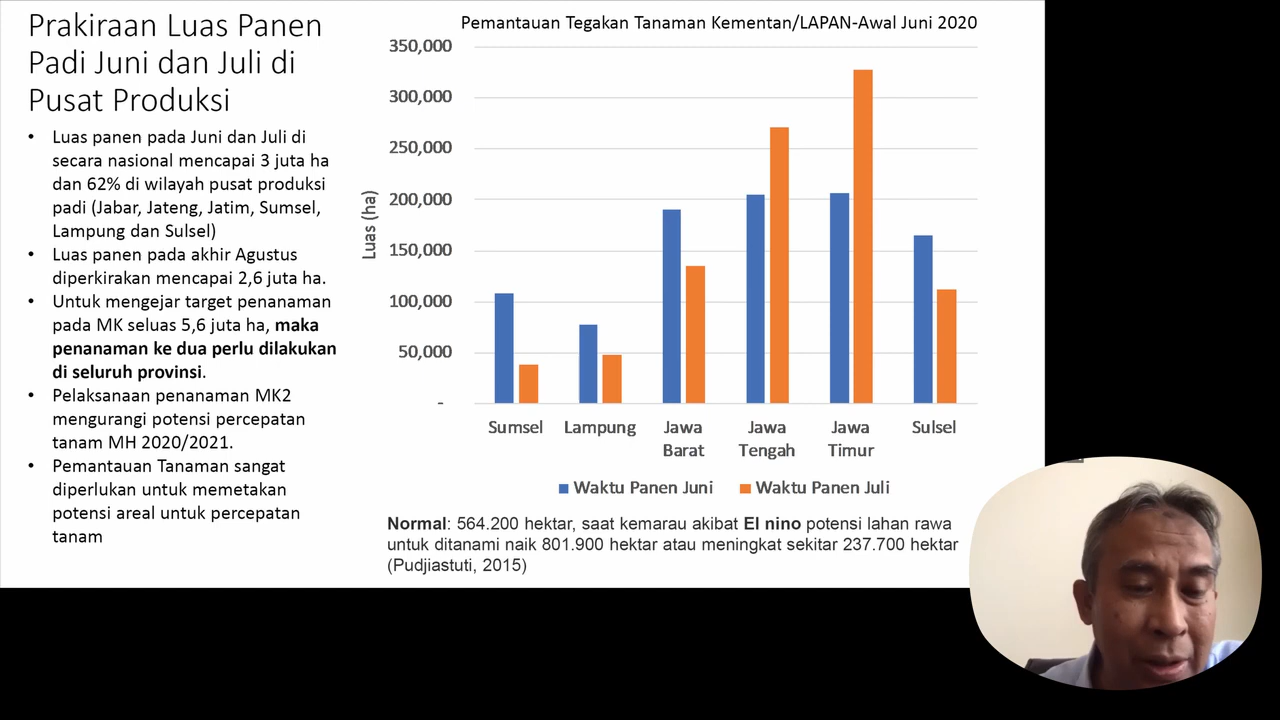 Prakiraan Luas Panen
Padi Juni dan Juli di
Pusat Produksi
• Luas panen pada Juni dan Juli di
secara nasional mencapai 3 juta ha
dan 62% di wilayah pusat produksi
padi (Jabar, Jateng, Jatim, Sumsel,
Lampung dan Sulsel)
• Luas panen pada akhir Agustus
diperkirakan mencapai 2,6 juta ha.
• Untuk mengejar target penanaman
pada MK seluas 5,6 juta ha, maka
penanaman ke dua perlu dilakukan
di seluruh provinsi.
• Pelaksanaan penanaman MK2
mengurangi potensi percepatan
tanam MH 2020/2021.
• Pemantauan Tanaman sangat
diperlukan untuk memetakan
potensi areal untuk percepatan
tanam
Pemantauan Tegakan Tanaman Kementan/LAPAN-Awal Juni 2020
Luas (ha)
350,000
300,000
250,000
200,000
150,000
100,000
50,000
-
Sumsel Lampung Jawa Barat Jawa Tengah Jawa Timur Sulsel
Waktu Panen Juni Waktu Panen Juli
Normal: 564.200 hektar, saat kemarau akibat El nino potensi lahan rawa
untuk ditanami naik 801.900 hektar atau meningkat sekitar 237.700 hektar
(Pudjiastuti, 2015)